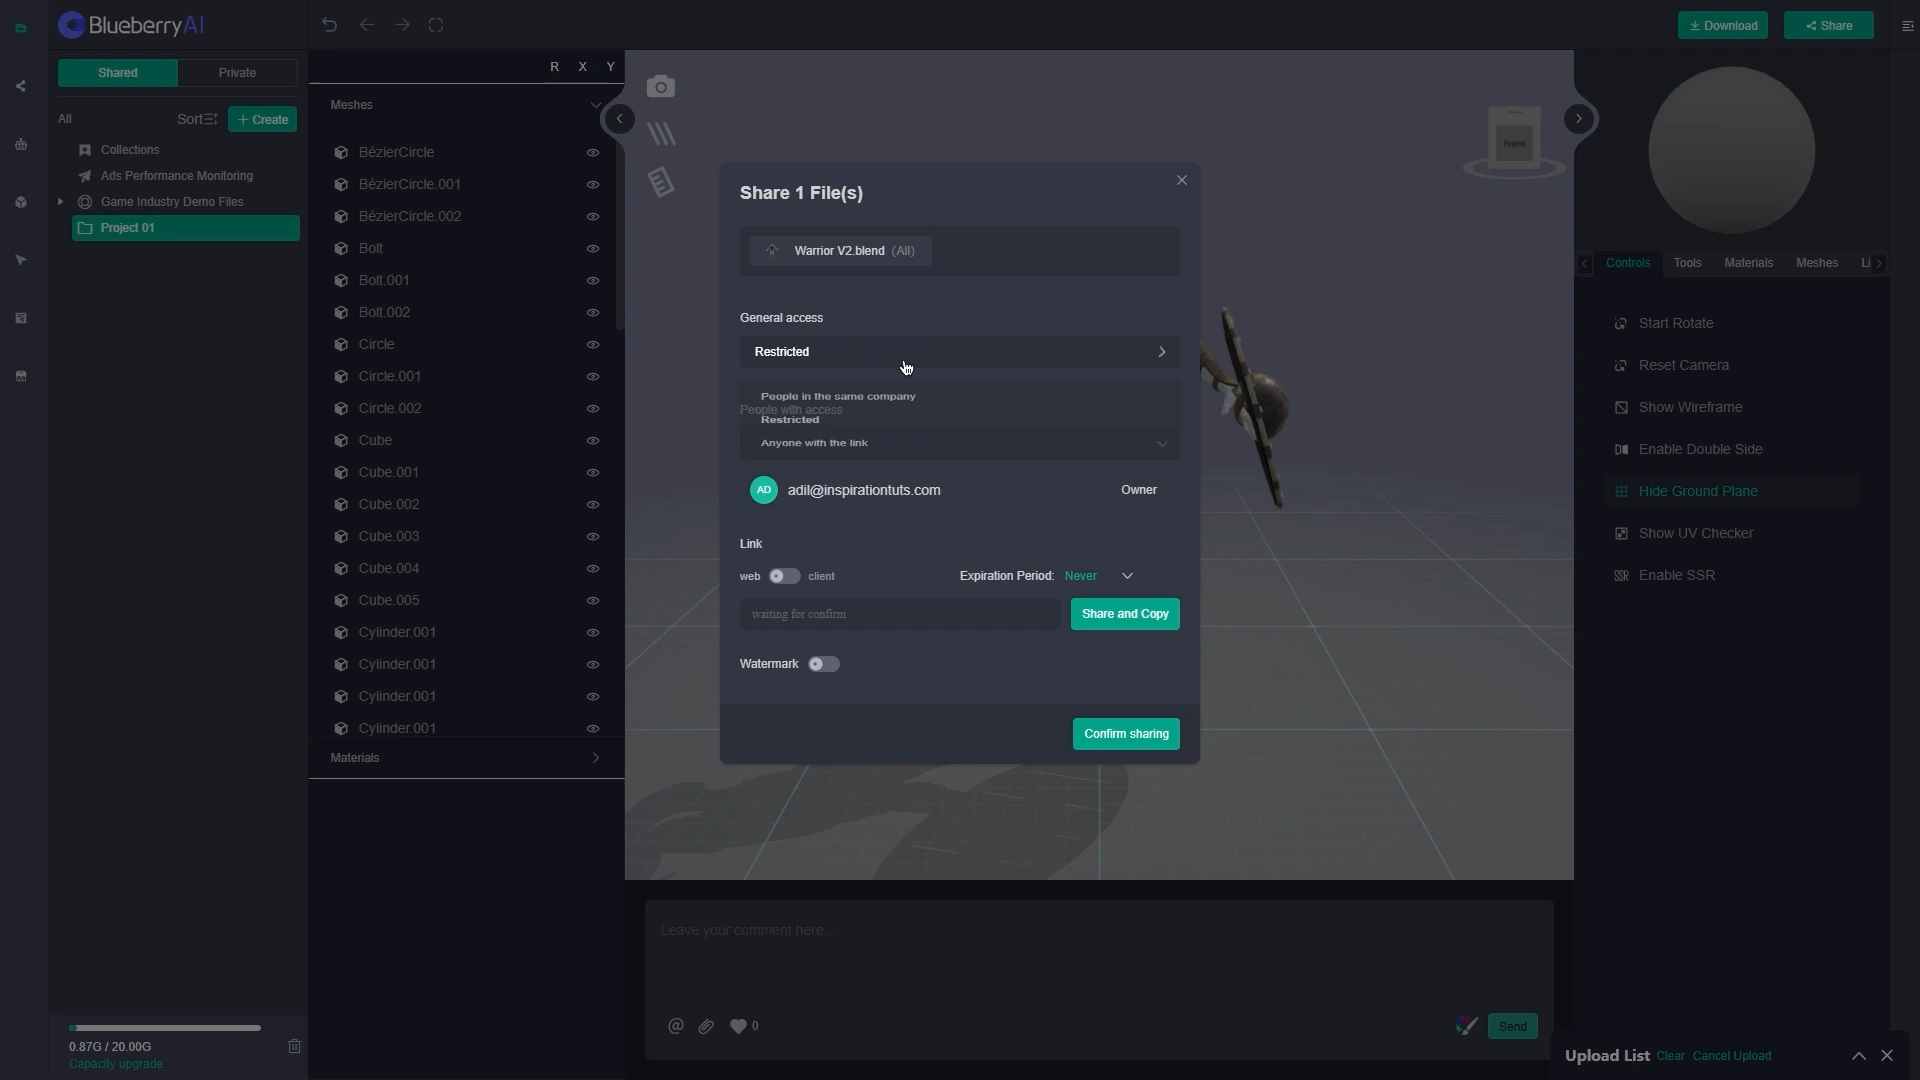 BlueberryAI
Download
Share
Shared
Private
All
Sort
+ Create
Collections
Ads Performance Monitoring
Game Industry Demo Files
Project 01
R X Y
Meshes
BézierCircle
BézierCircle.001
BézierCircle.002
Bolt
Bolt.001
Bolt.002
Circle
Circle.001
Circle.002
Cube
Cube.001
Cube.002
Cube.003
Cube.004
Cube.005
Cylinder.001
Cylinder.001
Cylinder.001
Cylinder.001
Materials
Front
Share 1 File(s)
Warrior V2.blend (All)
General access
Restricted
People in the same company
People with access
Restricted
Anyone with the link
AD
adil@inspirationtuts.com
Owner
Link
web
client
Expiration Period: Never
waiting for confirm
Share and Copy
Watermark
Confirm sharing
Controls
Tools
Materials
Meshes
Li
Start Rotate
Reset Camera
Show Wireframe
Enable Double Side
Hide Ground Plane
Show UV Checker
Enable SSR
Leave your comment here...
@
0
Send
0.87G / 20.00G
Capacity upgrade
Upload List Clear Cancel Upload